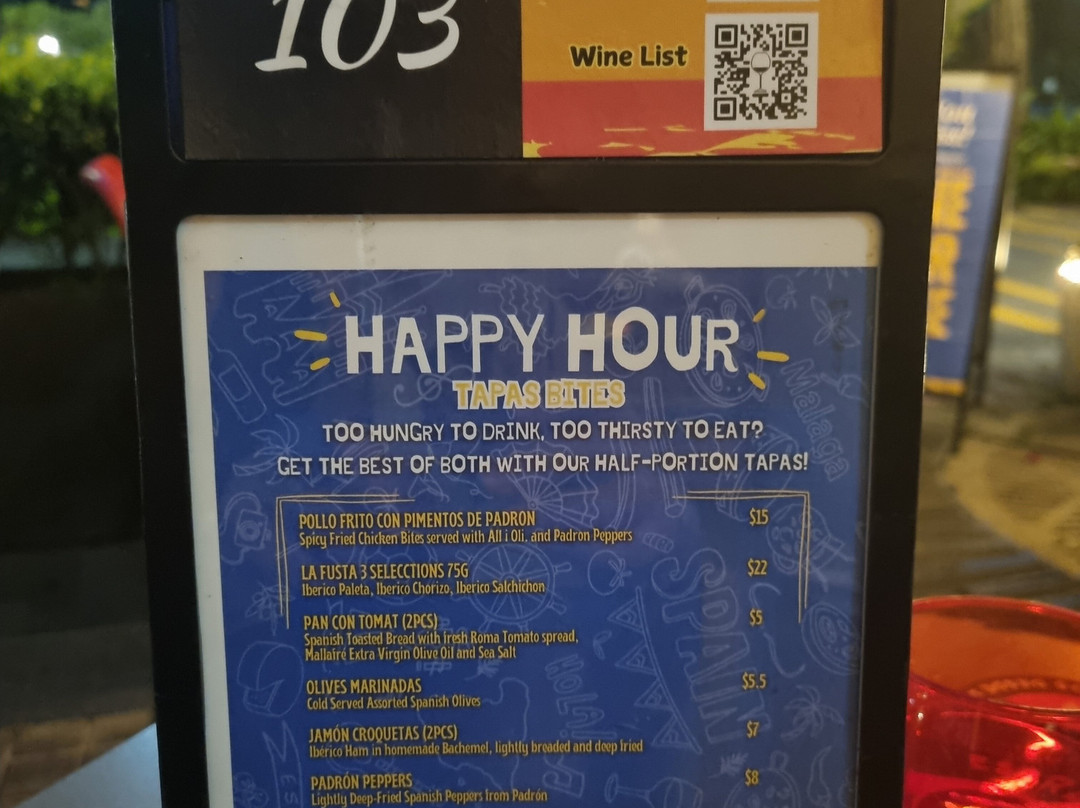 103
Wine List
HAPPY HOUR
TAPAS BITES
TOO HUNGRY TO DRINK, TOO THIRSTY TO EAT?
GET THE BEST OF BOTH WITH OUR HALF-PORTION TAPAS!
POLLO FRITO CON PIMENTOS DE PADRON $15
Spicy Fried Chicken Bites served with All i Oli, and Padron Peppers
LA FUSTA 3 SELECCTIONS 75G $22
Iberico Paleta, Iberico Chorizo, Iberico Salchichon
PAN CON TOMAT (2PCS) $5
Spanish Toasted Bread with fresh Roma Tomato spread,
Mallafré Extra Virgin Olive Oil and Sea Salt
OLIVES MARINADAS $5.5
Cold Served Assorted Spanish Olives
JAMÓN CROQUETAS (2PCS) $7
Ibérico Ham in homemade Bachemel, lightly breaded and deep fried
PADRÓN PEPPERS $8
Lightly Deep-Fried Spanish Peppers from Padrón
Malaga
SPAIN
Hola!